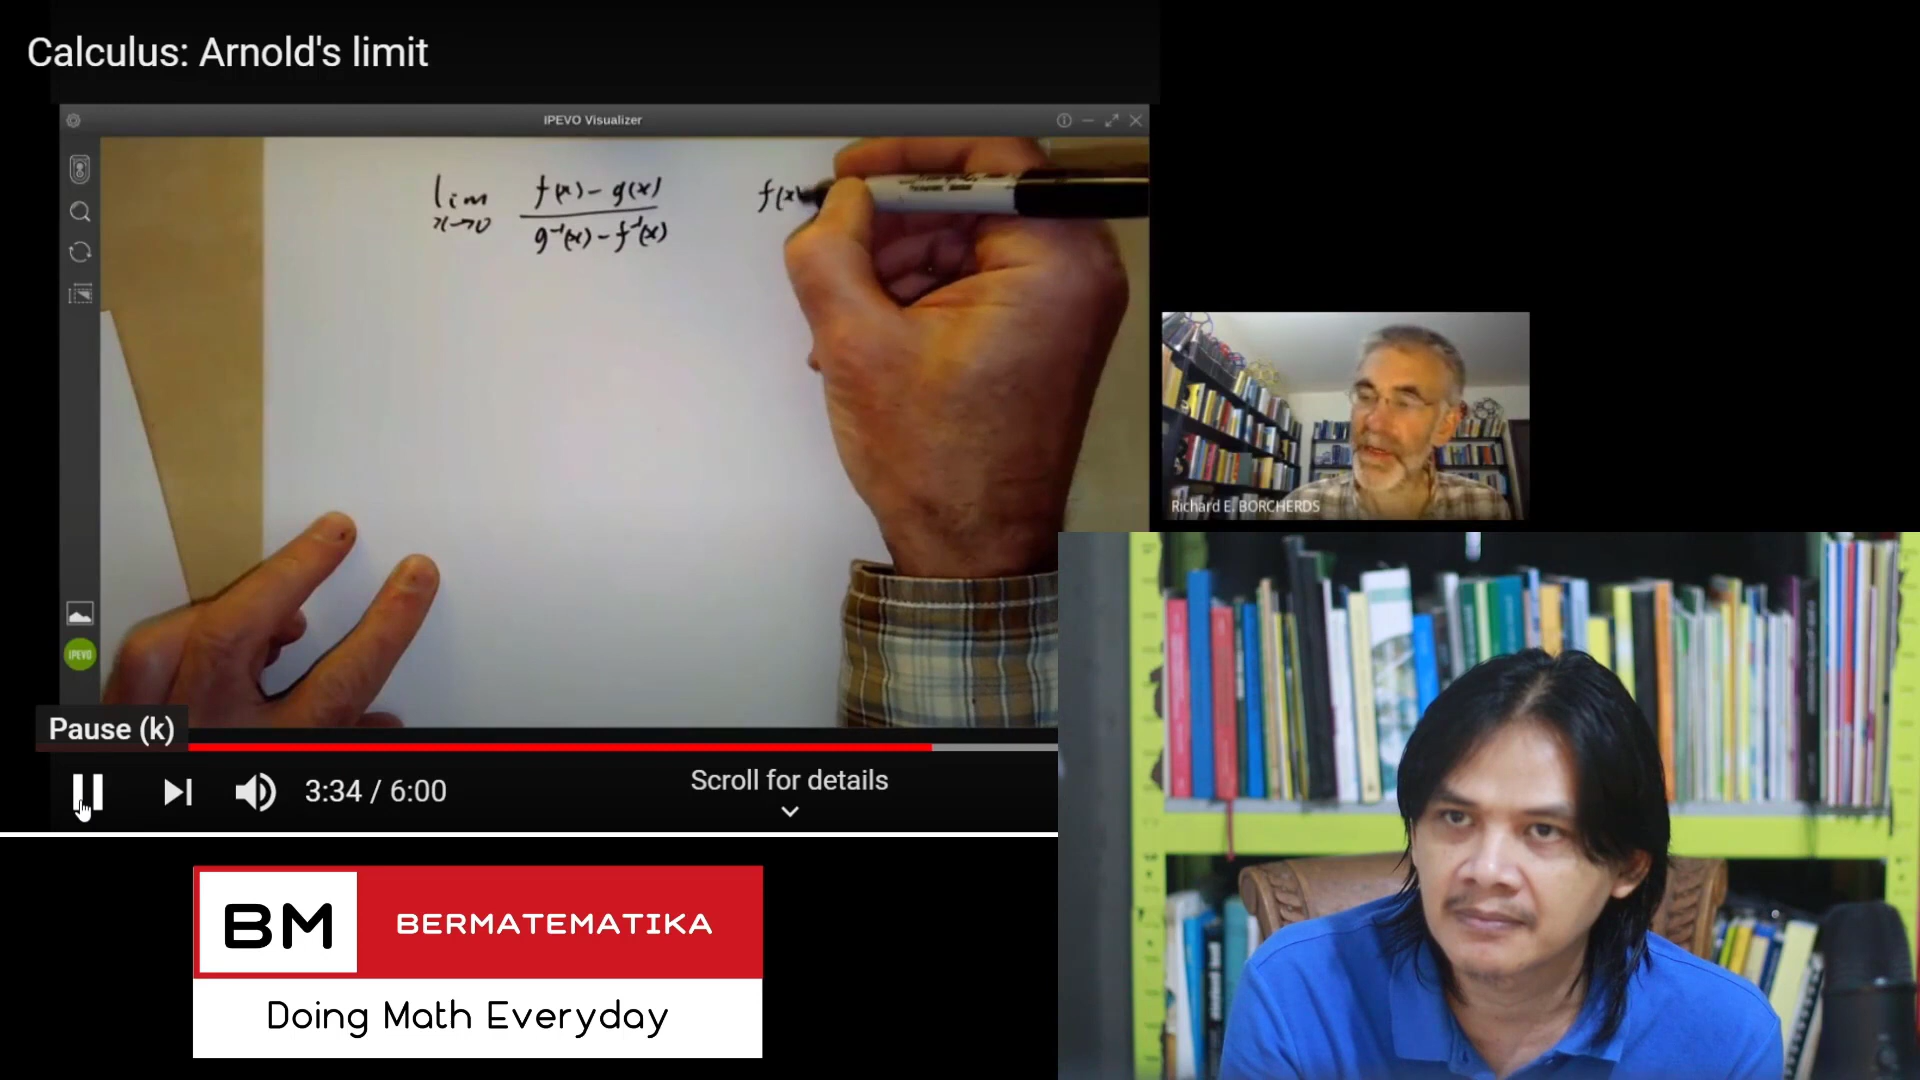 Calculus: Arnold's limit
IPEVO Visualizer
lim f(x) - g(x)
x→0 g⁻¹(x) - f⁻¹(x)
f(x)
IPEVO
Richard E. BORCHERDS
Pause (k)
3:34 / 6:00
Scroll for details
BM BERMATEMATIKA
Doing Math Everyday